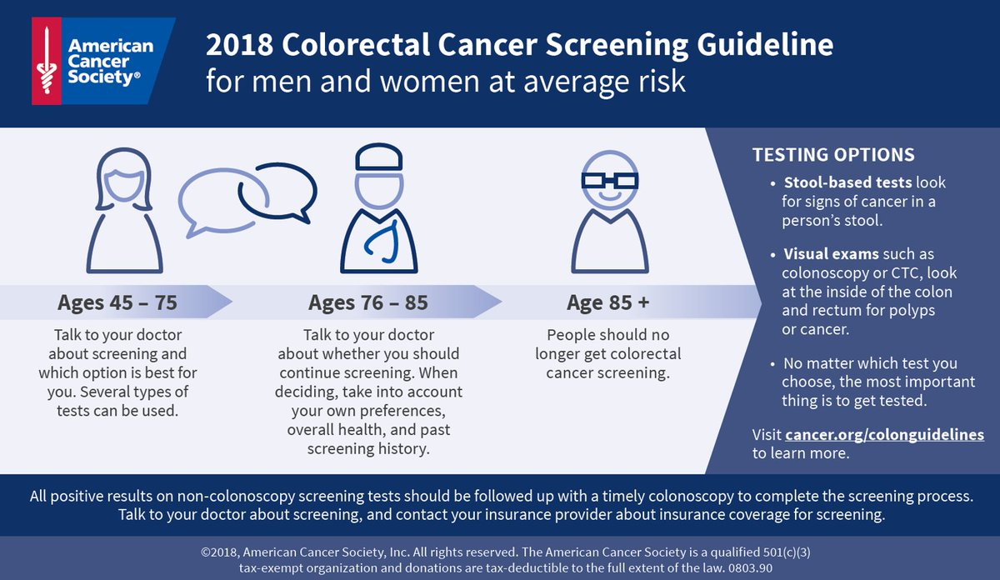 American
Cancer
Society®
2018 Colorectal Cancer Screening Guideline
for men and women at average risk
Ages 45 – 75
Talk to your doctor
about screening and
which option is best for
you. Several types of
tests can be used.
Ages 76 – 85
Talk to your doctor
about whether you should
continue screening. When
deciding, take into account
your own preferences,
overall health, and past
screening history.
Age 85 +
People should no
longer get colorectal
cancer screening.
TESTING OPTIONS
• Stool-based tests look
for signs of cancer in a
person’s stool.
• Visual exams such as
colonoscopy or CTC, look
at the inside of the colon
and rectum for polyps
or cancer.
• No matter which test you
choose, the most important
thing is to get tested.
Visit cancer.org/colonguidelines
to learn more.
All positive results on non-colonoscopy screening tests should be followed up with a timely colonoscopy to complete the screening process.
Talk to your doctor about screening, and contact your insurance provider about insurance coverage for screening.
©2018, American Cancer Society, Inc. All rights reserved. The American Cancer Society is a qualified 501(c)(3)
tax-exempt organization and donations are tax-deductible to the full extent of the law. 0803.90